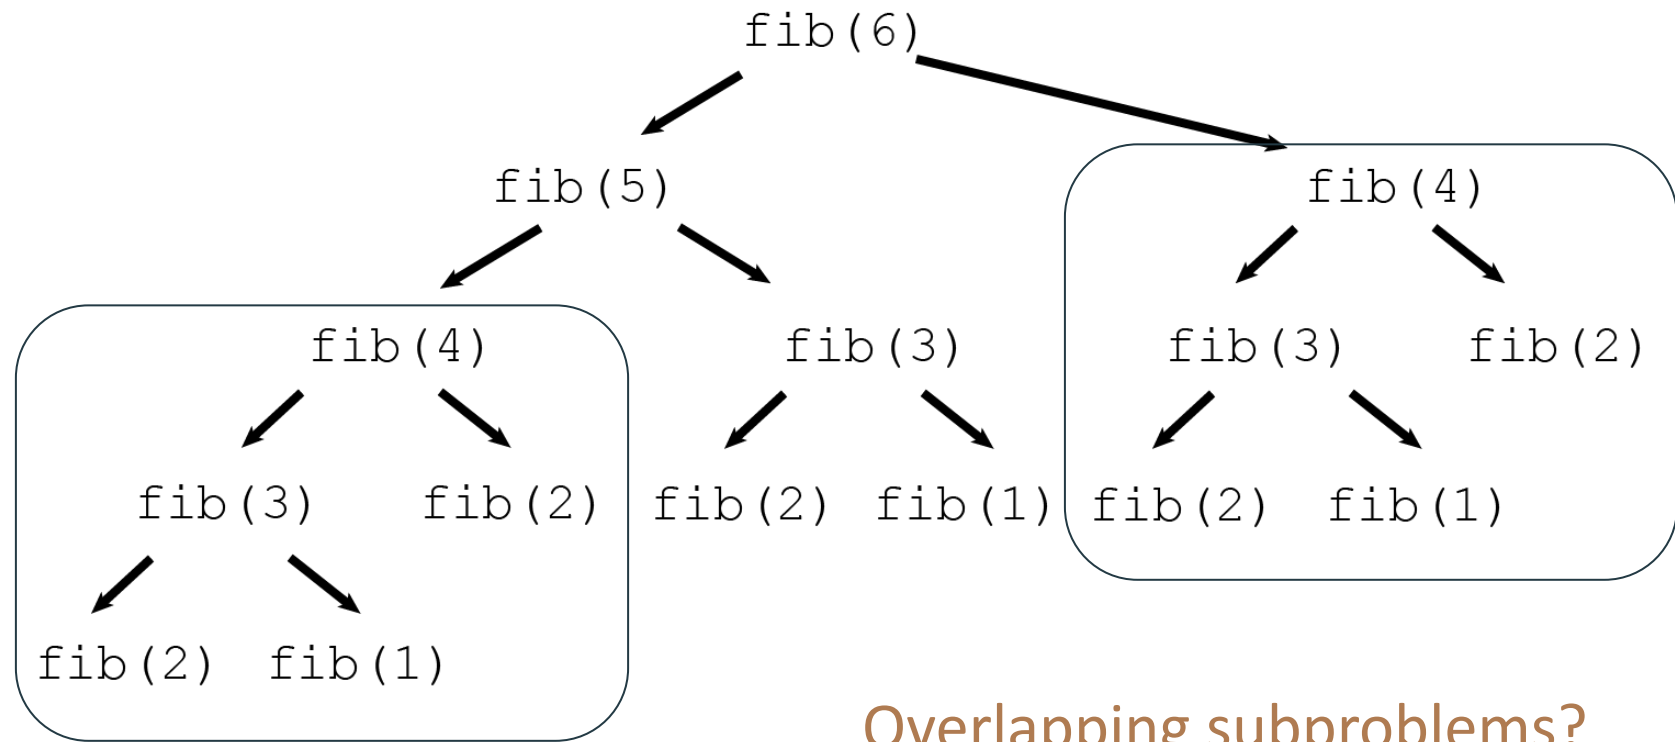 fib(6)
fib(5) fib(4)
fib(4) fib(3) fib(3) fib(2)
fib(3) fib(2) fib(2) fib(1) fib(2) fib(1)
fib(2) fib(1)
Overlapping subproblems?